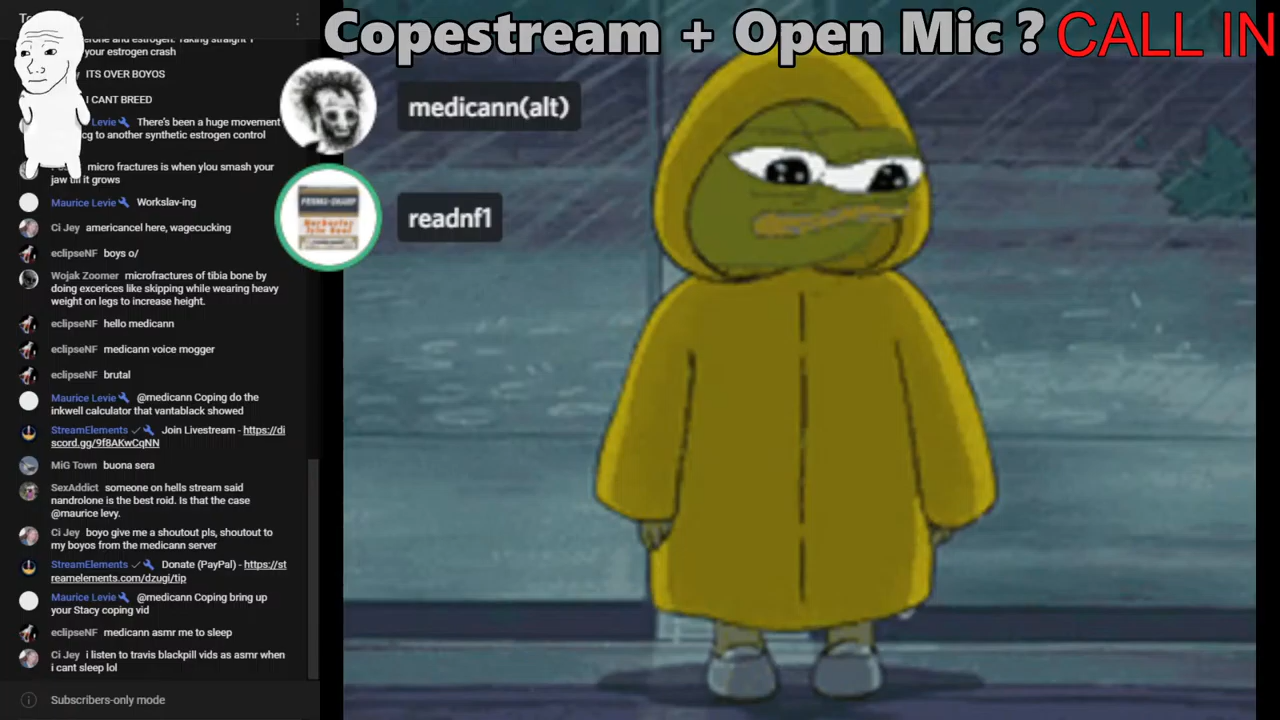 Copestream + Open Mic ? CALL IN
medicann(alt)
readnf1
your estrogen crash
ITS OVER BOYOS
I CANT BREED
Levie There's been a huge movement
cg to another synthetic estrogen control
micro fractures is when ylou smash your
jaw till it grows
Maurice Levie Workslav-ing
Ci Jey americancel here, wagecucking
eclipseNF boys o/
Wojak Zoomer microfractures of tibia bone by
doing excerices like skipping while wearing heavy
weight on legs to increase height.
eclipseNF hello medicann
eclipseNF medicann voice mogger
eclipseNF brutal
Maurice Levie @medicann Coping do the
inkwell calculator that vantablack showed
StreamElements Join Livestream - https://di
scord.gg/9f8AKwCqNN
MiG Town buona sera
SexAddict someone on hells stream said
nandrolone is the best roid. Is that the case
@maurice levy.
Ci Jey boyo give me a shoutout pls, shoutout to
my boyos from the medicann server
StreamElements Donate (PayPal) - https://st
reamelements.com/dzugi/tip
Maurice Levie @medicann Coping bring up
your Stacy coping vid
eclipseNF medicann asmr me to sleep
Ci Jey i listen to travis blackpill vids as asmr when
i cant sleep lol
Subscribers-only mode